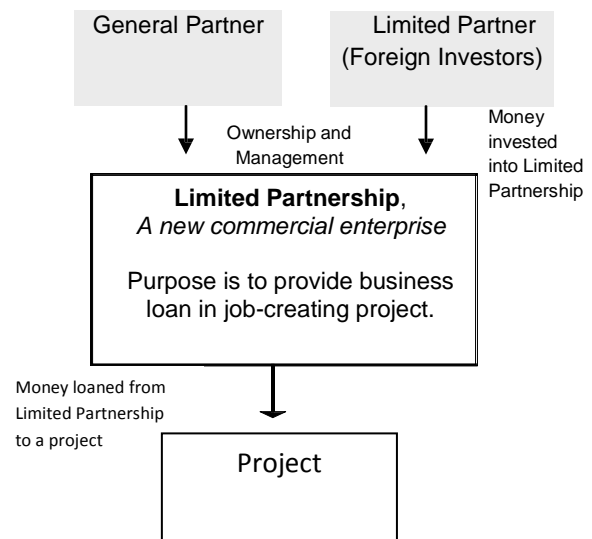 General Partner
Limited Partner
(Foreign Investors)
Ownership and
Management
Money
invested
into Limited
Partnership
Limited Partnership,
A new commercial enterprise
Purpose is to provide business
loan in job-creating project.
Money loaned from
Limited Partnership
to a project
Project